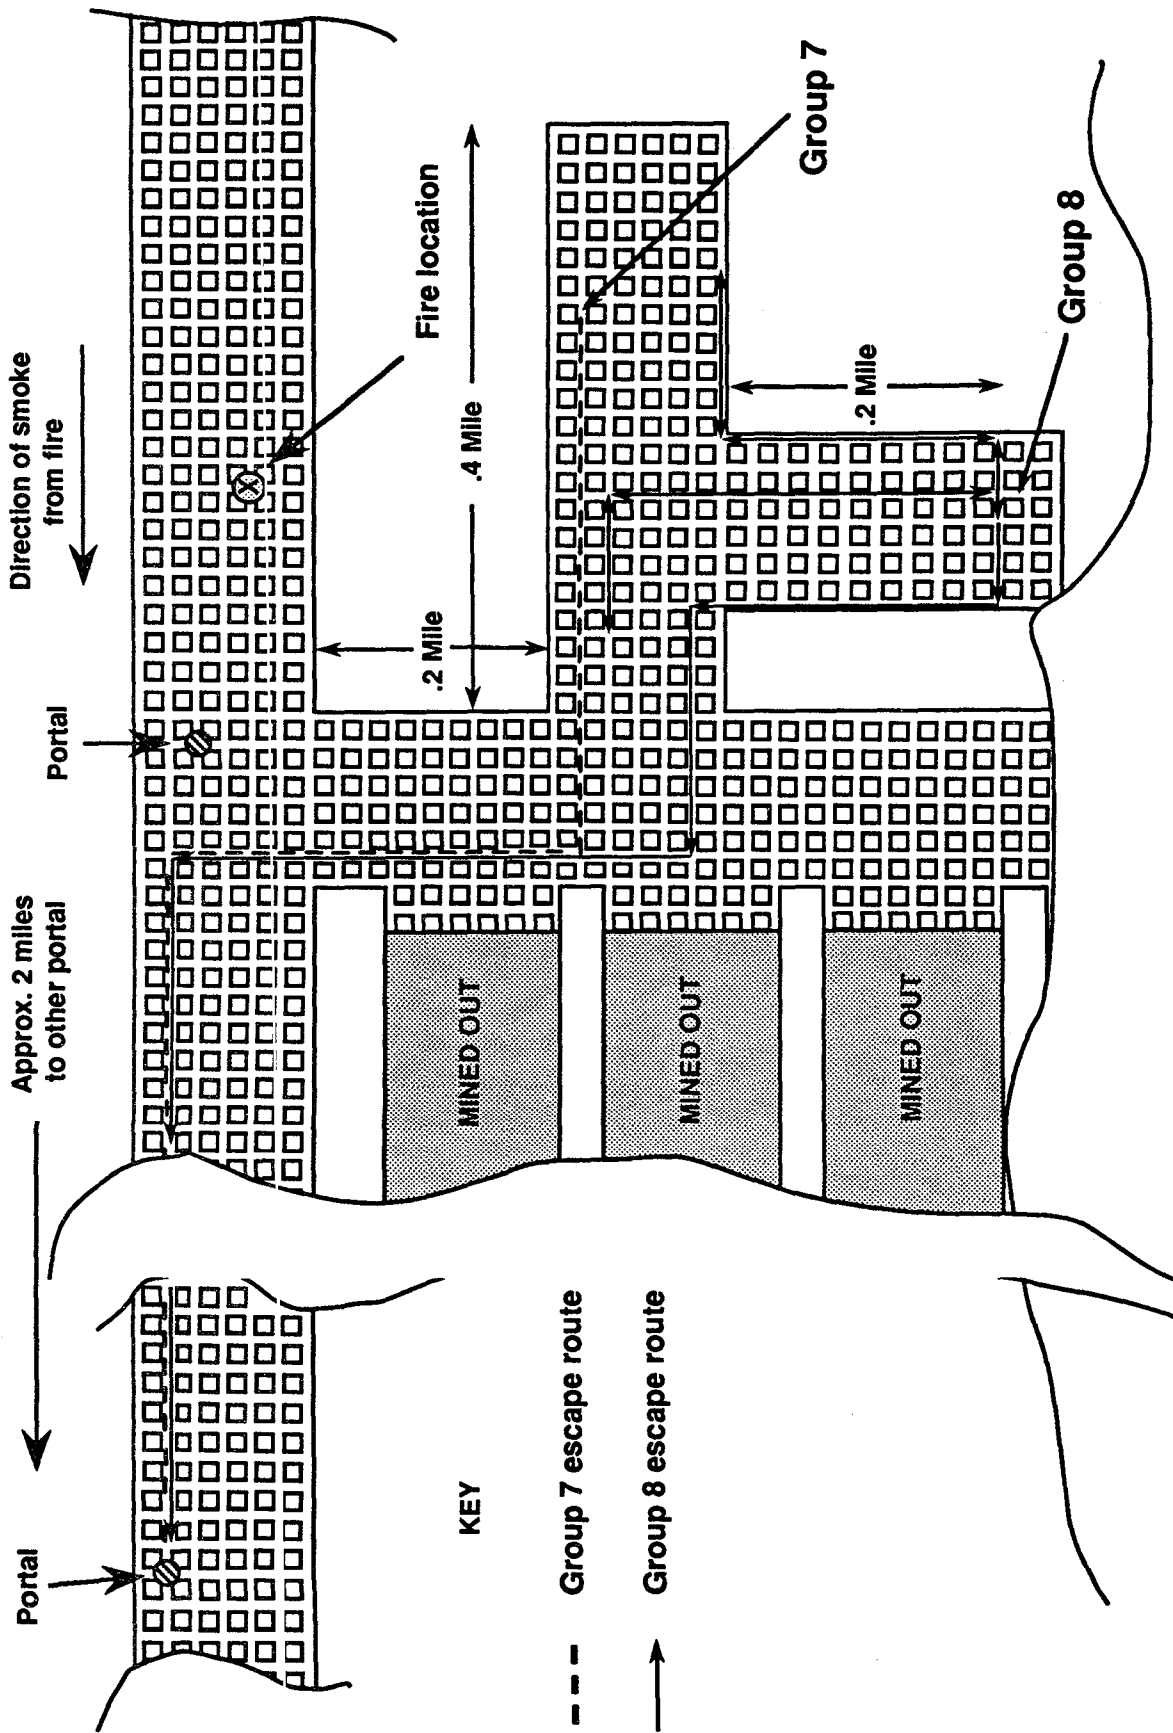 Approx. 2 miles
to other portal
Direction of smoke
from fire
Portal
Portal
Fire location
X
.2 Mile
.4 Mile
Group 7
.2 Mile
Group 8
MINED OUT
MINED OUT
MINED OUT
KEY
Group 7 escape route
Group 8 escape route